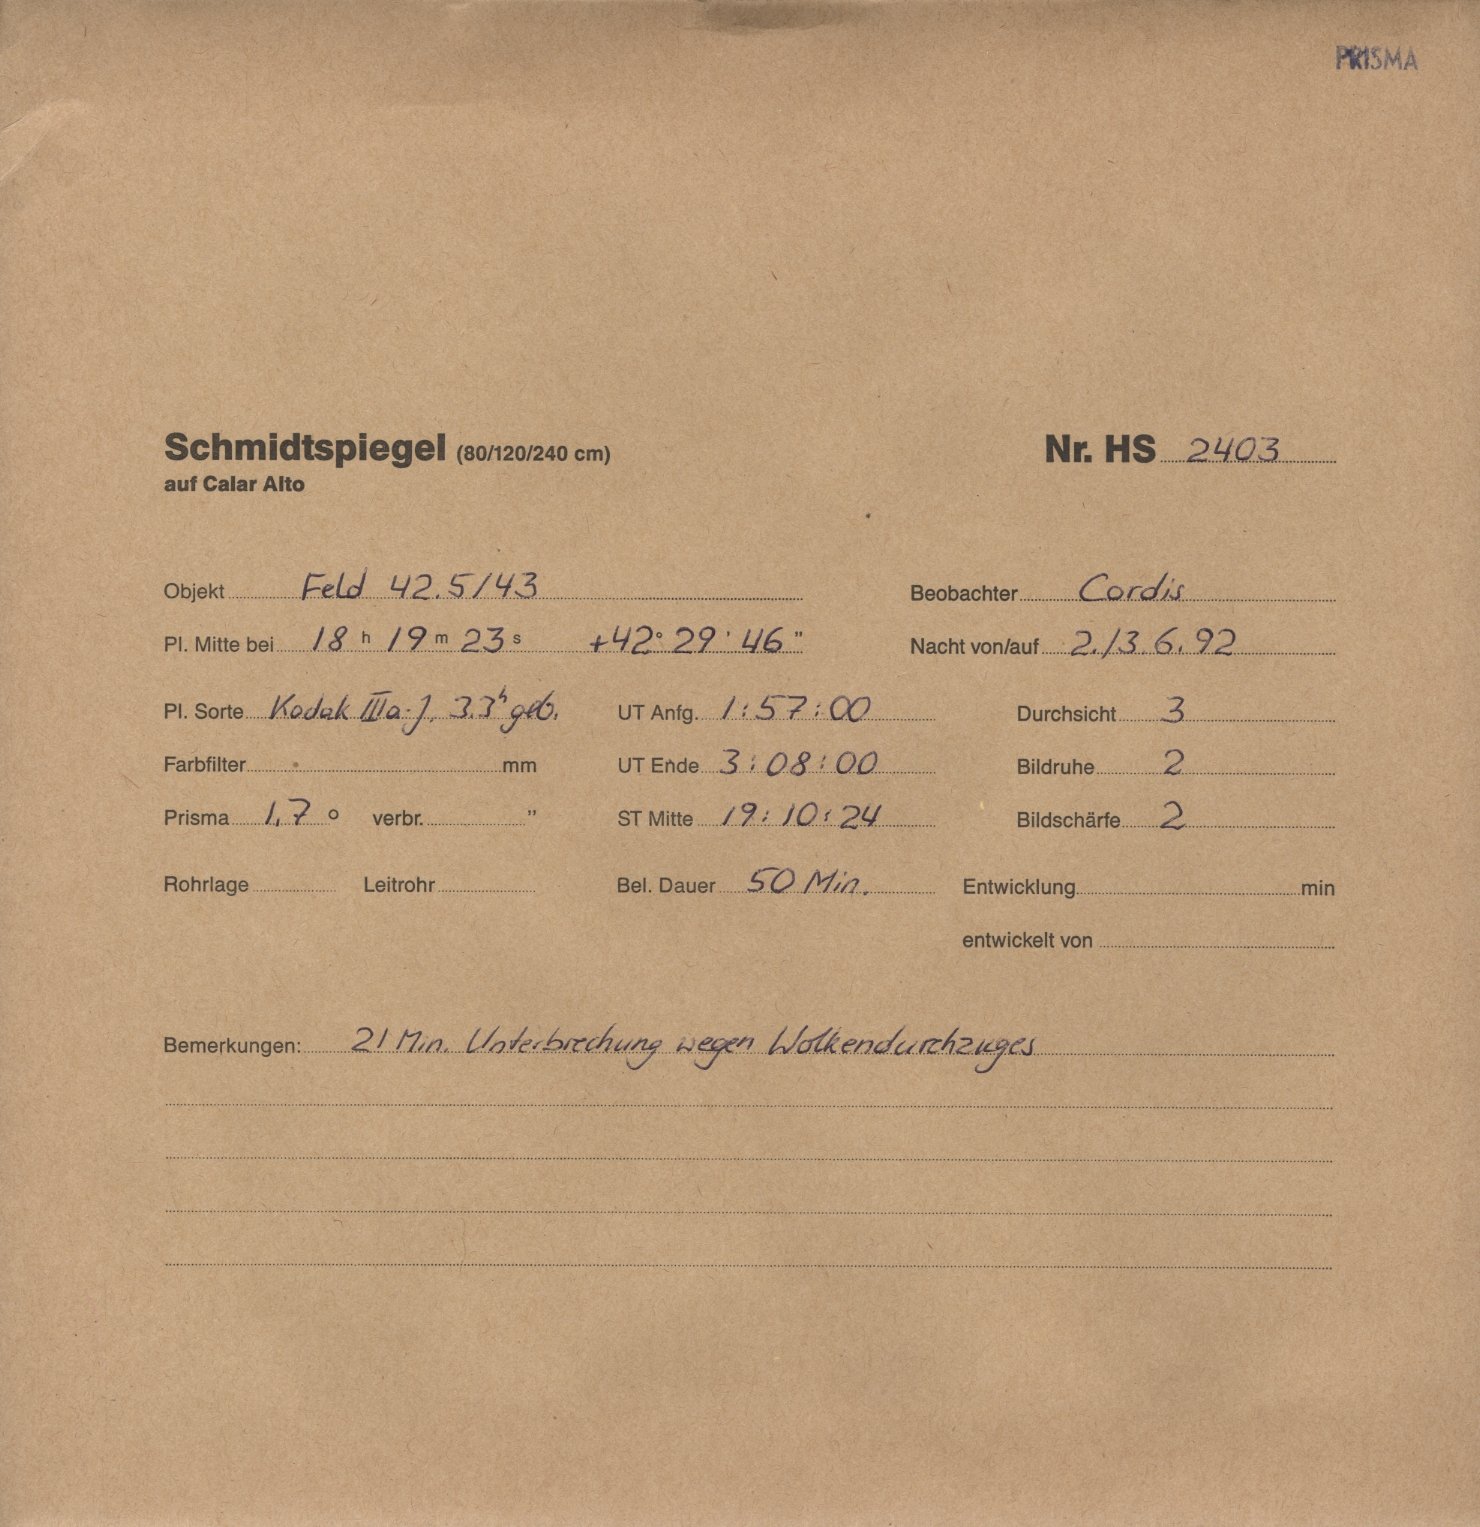 PRISMA
Schmidtspiegel (80/120/240 cm) Nr. HS 2403
auf Calar Alto
Objekt Feld 42.5/43 Beobachter Cordis
Pl. Mitte bei 18 h 19 m 23 s +42° 29 ' 46 " Nacht von/auf 2./3.6.92
Pl. Sorte Kodak IIIa-J, 3.3h geb. UT Anfg. 1:57:00 Durchsicht 3
Farbfilter mm UT Ende 3:08:00 Bildruhe 2
Prisma 1,7 ° verbr. " ST Mitte 19:10:24 Bildschärfe 2
Rohrlage Leitrohr Bel. Dauer 50 Min. Entwicklung min
entwickelt von
Bemerkungen: 21 Min. Unterbrechung wegen Wolkendurchzuges